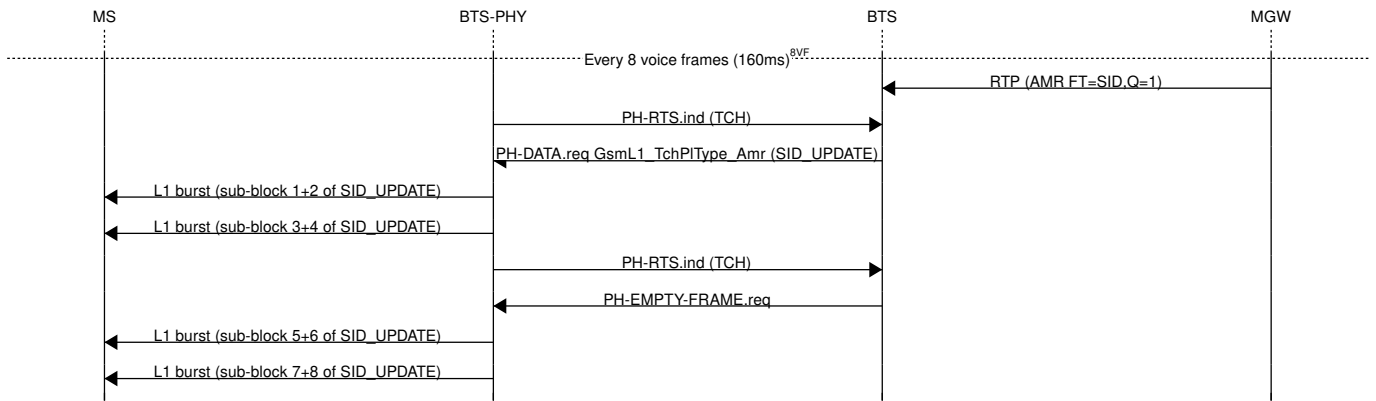 MS BTS-PHY BTS MGW
Every 8 voice frames (160ms)8VF
RTP (AMR FT=SID,Q=1)
PH-RTS.ind (TCH)
PH-DATA.req GsmL1_TchPlType_Amr (SID_UPDATE)
L1 burst (sub-block 1+2 of SID_UPDATE)
L1 burst (sub-block 3+4 of SID_UPDATE)
PH-RTS.ind (TCH)
PH-EMPTY-FRAME.req
L1 burst (sub-block 5+6 of SID_UPDATE)
L1 burst (sub-block 7+8 of SID_UPDATE)